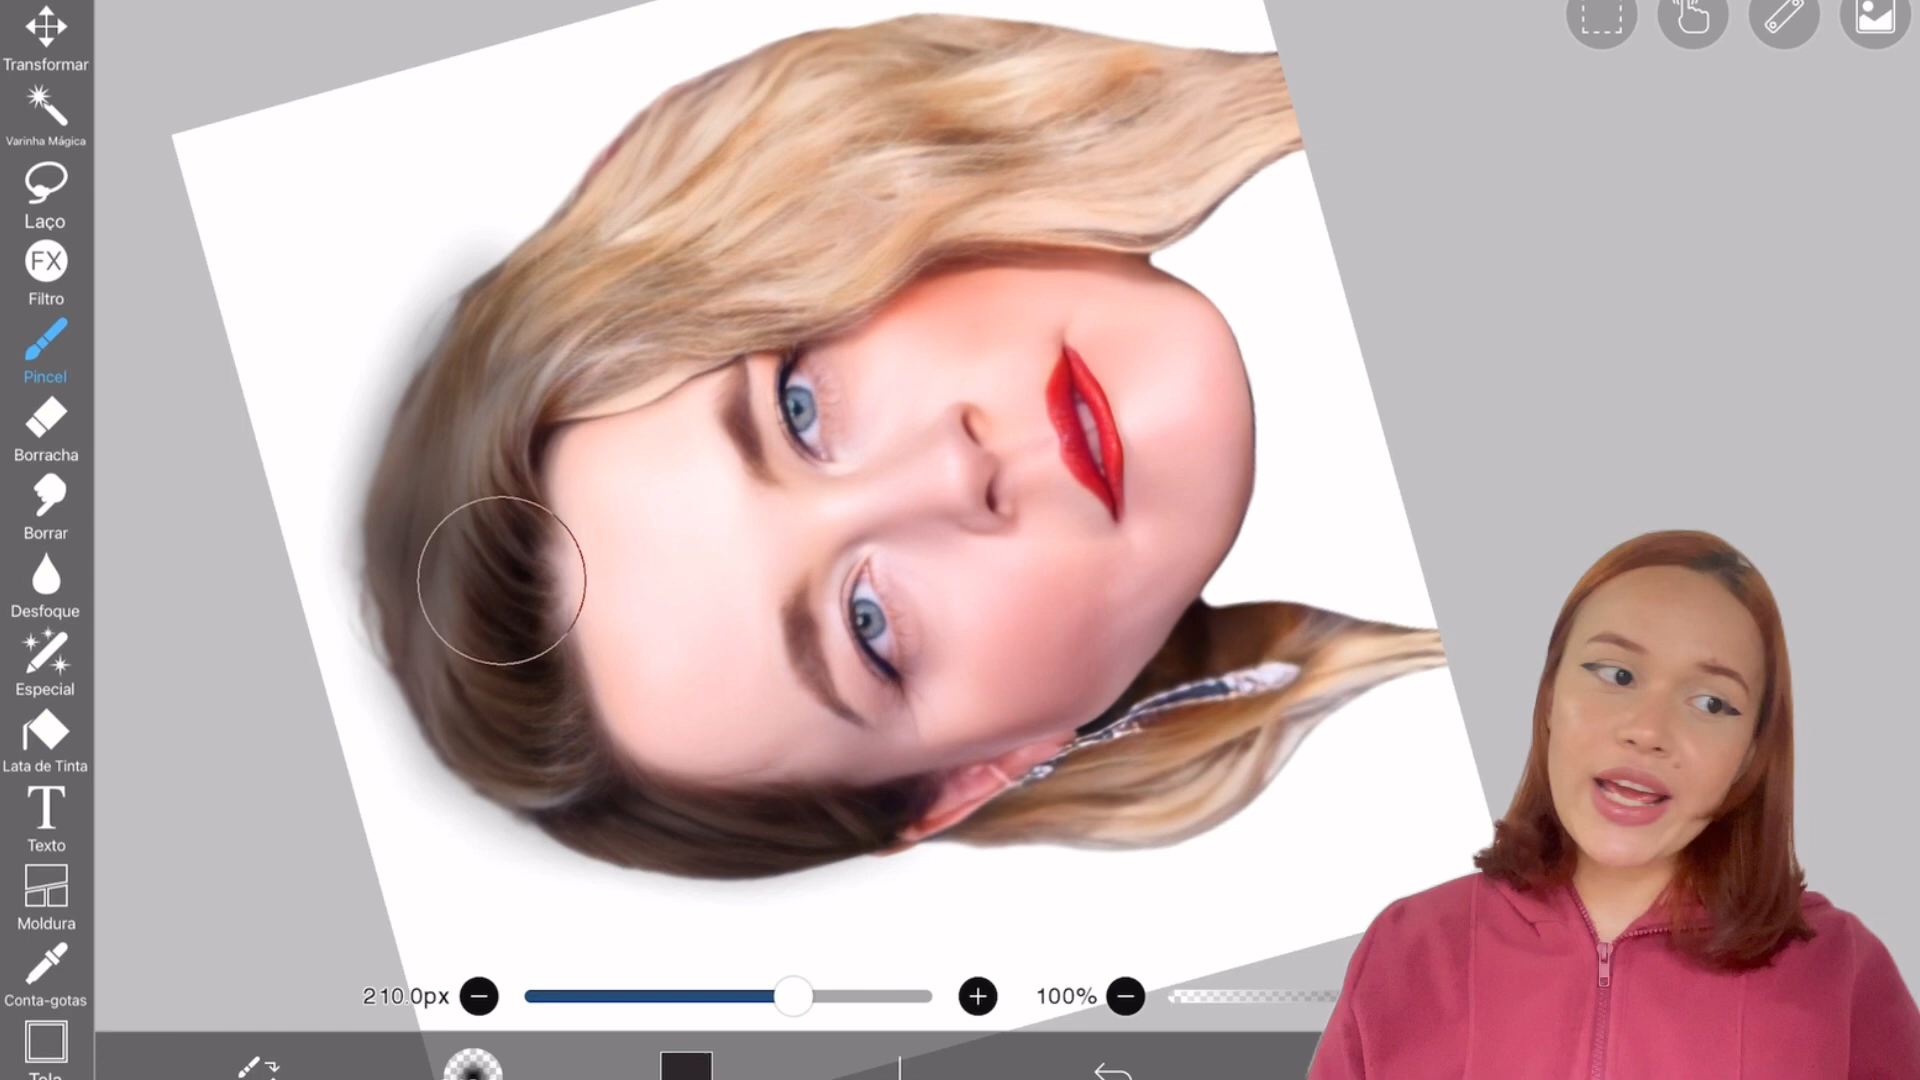 Transformar
Varinha Mágica
Laço
FX
Filtro
Pincel
Borracha
Borrar
Desfoque
Especial
Lata de Tinta
T
Texto
Moldura
Conta-gotas
210.0px
100%